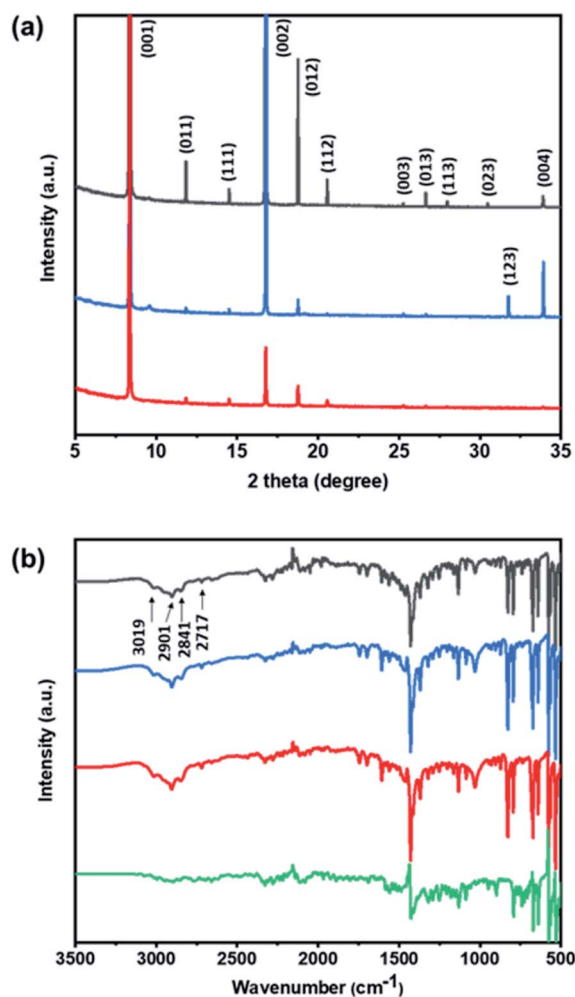 (a)
(001)
(002)
(012)
(011)
(111)
(112)
(003)
(013)
(113)
(023)
(004)
(123)
Intensity (a.u.)
5 10 15 20 25 30 35
2 theta (degree)
(b)
3019
2901
2841
2717
Intensity (a.u.)
3500 3000 2500 2000 1500 1000 500
Wavenumber (cm⁻¹)